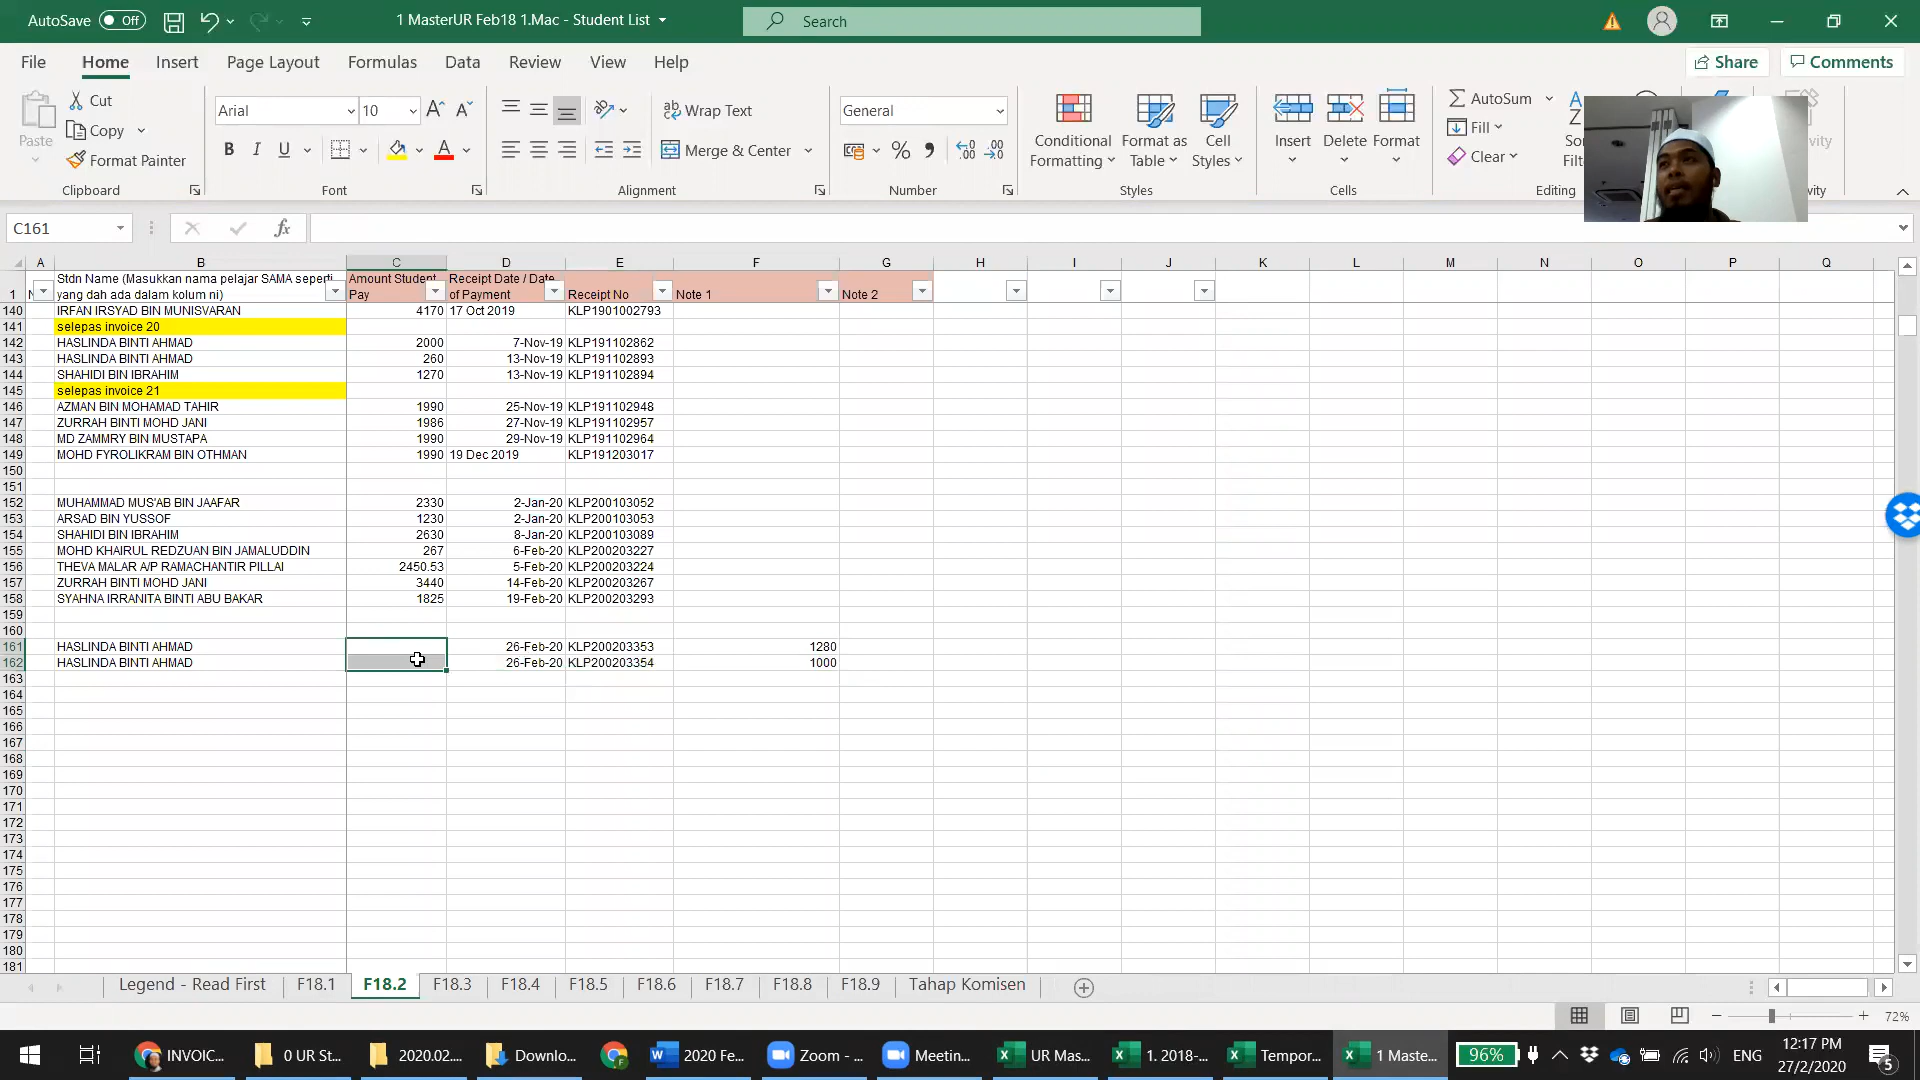 AutoSave Off 1 MasterUR Feb18 1.Mac - Student List Search
File Home Insert Page Layout Formulas Data Review View Help Share Comments
Cut
Copy
Format Painter
Paste
Clipboard
Arial 10
B I U
Font
Wrap Text
Merge & Center
Alignment
General
Number
Conditional Formatting
Format as Table
Cell Styles
Styles
Insert Delete Format
Cells
AutoSum
Fill
Clear
Editing
C161 fx
A B C D E F G H I J K L M N O P Q
1 Stdn Name (Masukkan nama pelajar SAMA seperti yang dah ada dalam kolum ni) Amount Student Pay Receipt Date / Date of Payment Receipt No Note 1 Note 2
140 IRFAN IRSYAD BIN MUNISVARAN 4170 17 Oct 2019 KLP1901002793
141 selepas invoice 20
142 HASLINDA BINTI AHMAD 2000 7-Nov-19 KLP191102862
143 HASLINDA BINTI AHMAD 260 13-Nov-19 KLP191102893
144 SHAHIDI BIN IBRAHIM 1270 13-Nov-19 KLP191102894
145 selepas invoice 21
146 AZMAN BIN MOHAMAD TAHIR 1990 25-Nov-19 KLP191102948
147 ZURRAH BINTI MOHD JANI 1986 27-Nov-19 KLP191102957
148 MD ZAMMRY BIN MUSTAPA 1990 29-Nov-19 KLP191102964
149 MOHD FYROLIKRAM BIN OTHMAN 1990 19 Dec 2019 KLP191203017
150
151
152 MUHAMMAD MUS'AB BIN JAAFAR 2330 2-Jan-20 KLP200103052
153 ARSAD BIN YUSSOF 1230 2-Jan-20 KLP200103053
154 SHAHIDI BIN IBRAHIM 2630 8-Jan-20 KLP200103089
155 MOHD KHAIRUL REDZUAN BIN JAMALUDDIN 267 6-Feb-20 KLP200203227
156 THEVA MALAR A/P RAMACHANTIR PILLAI 2450.53 5-Feb-20 KLP200203224
157 ZURRAH BINTI MOHD JANI 3440 14-Feb-20 KLP200203267
158 SYAHNA IRRANITA BINTI ABU BAKAR 1825 19-Feb-20 KLP200203293
159
160
161 HASLINDA BINTI AHMAD 26-Feb-20 KLP200203353 1280
162 HASLINDA BINTI AHMAD 26-Feb-20 KLP200203354 1000
163
164
165
166
167
168
169
170
171
172
173
174
175
176
177
178
179
180
181
Legend - Read First F18.1 F18.2 F18.3 F18.4 F18.5 F18.6 F18.7 F18.8 F18.9 Tahap Komisen
72%
INVOIC... 0 UR St... 2020.02.... Downlo... 2020 Fe... Zoom - ... Meetin... UR Mas... 1. 2018-... Tempor... 1 Maste... 96% ENG 12:17 PM
27/2/2020 5